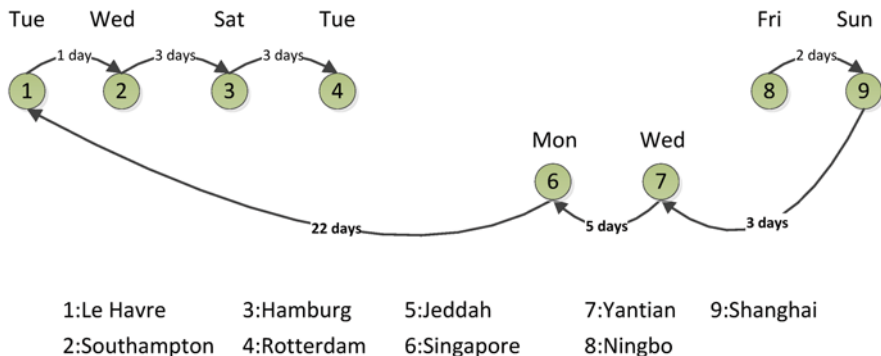 Tue Wed Sat Tue Fri Sun
1 day 3 days 3 days 2 days
1 2 3 4 8 9
Mon Wed
6 7
22 days 5 days 3 days
1:Le Havre 3:Hamburg 5:Jeddah 7:Yantian 9:Shanghai
2:Southampton 4:Rotterdam 6:Singapore 8:Ningbo